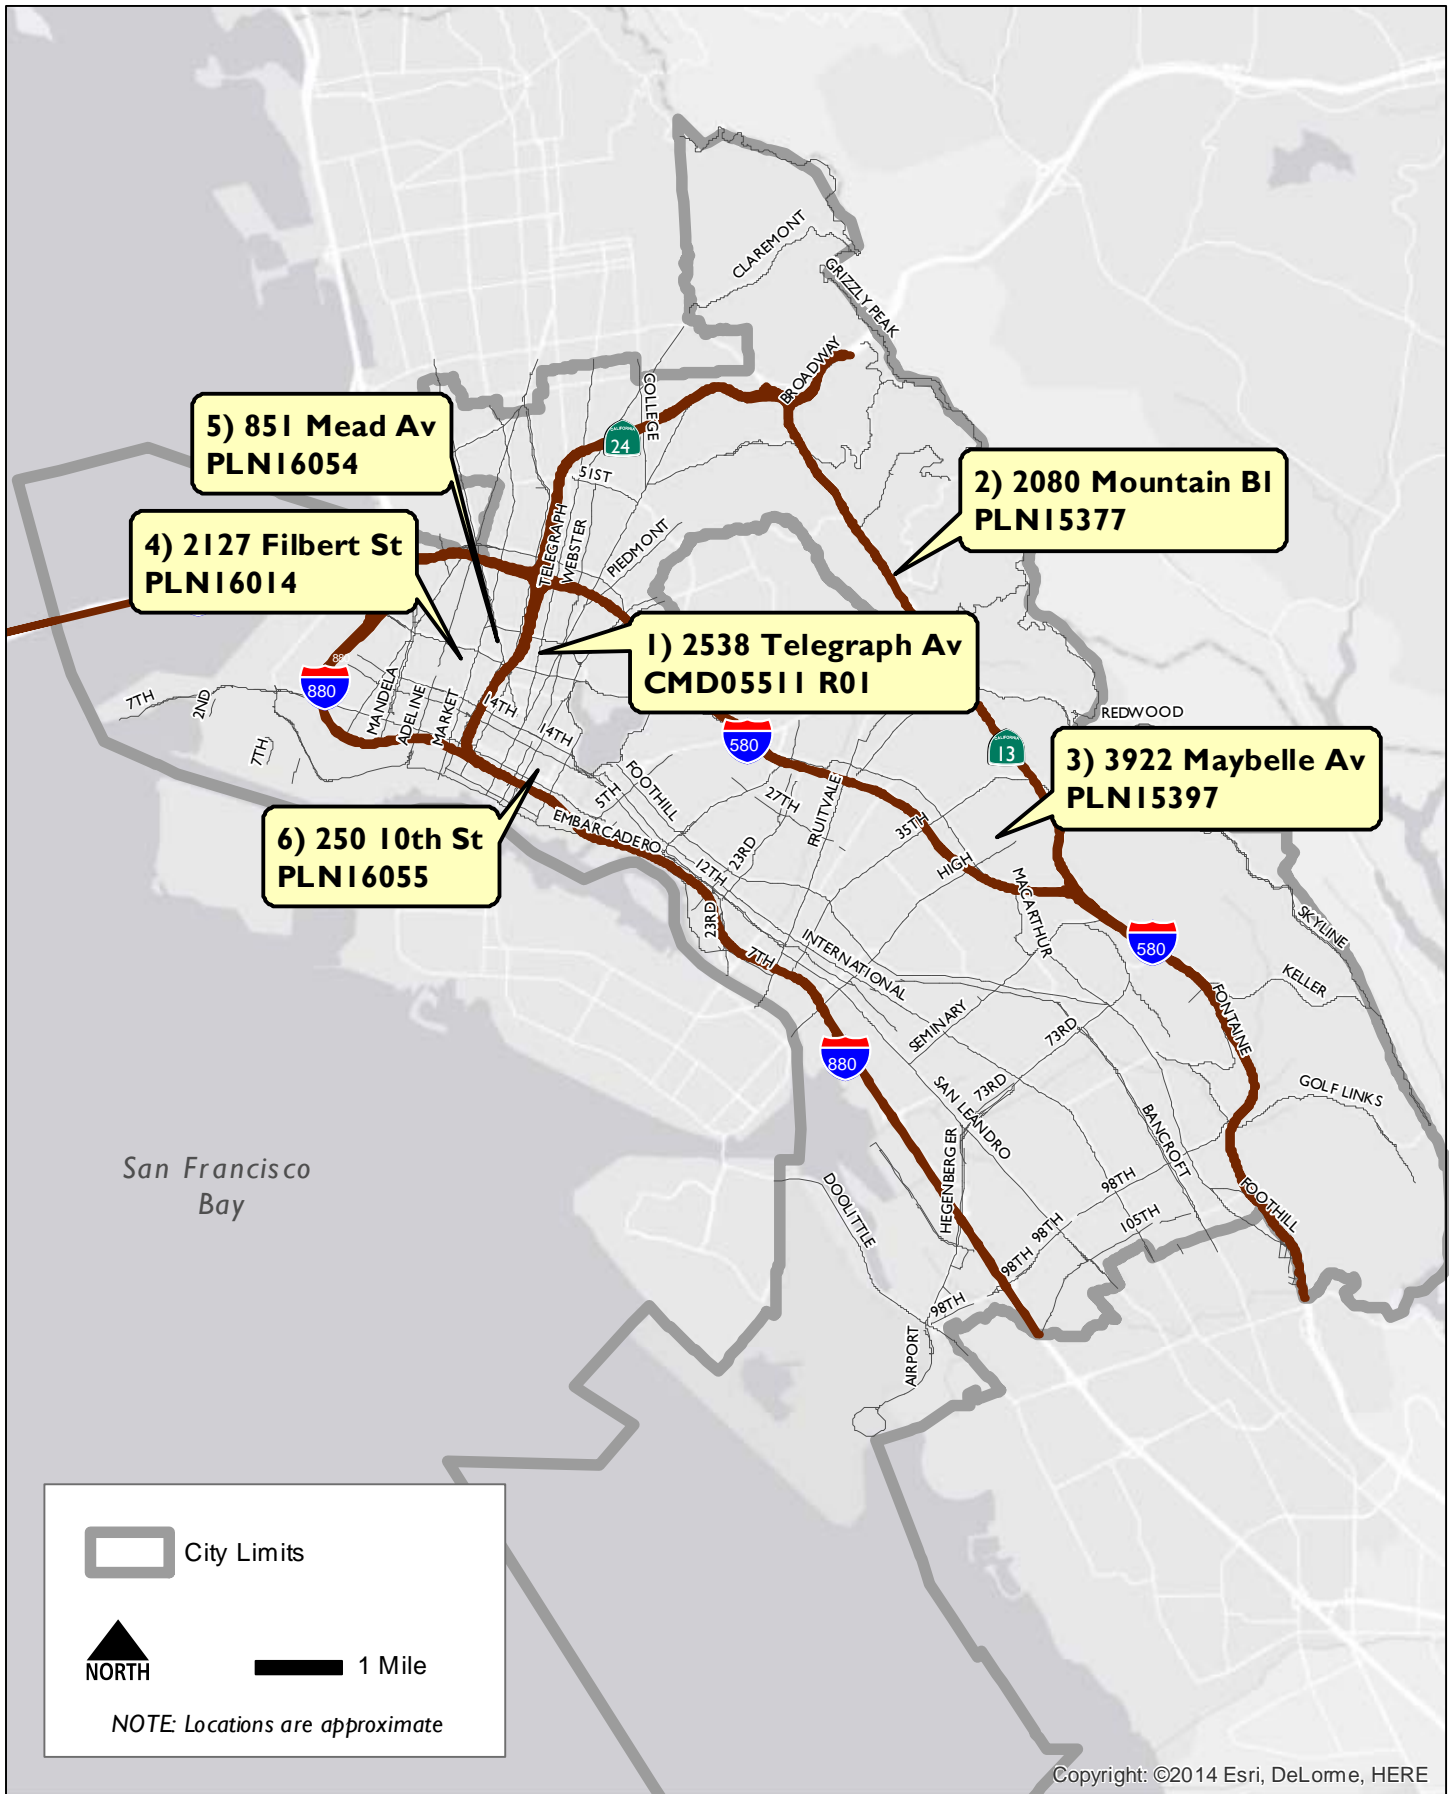 CLAREMONT
GRIZZLY PEAK
BROADWAY
COLLEGE
CALIFORNIA
24
51ST
5) 851 Mead Av
PLN16054
2) 2080 Mountain Bl
PLN15377
4) 2127 Filbert St
PLN16014
TELEGRAPH
WEBSTER
PIEDMONT
1) 2538 Telegraph Av
CMD05511 R01
880
7TH
2ND
7TH
MANDELA
ADELINE
MARKET
14TH
14TH
REDWOOD
580
CALIFORNIA
13
3) 3922 Maybelle Av
PLN15397
6) 250 10th St
PLN16055
5TH
FOOTHILL
EMBARCADERO
27TH
FRUITVALE
35TH
HIGH
12TH
23RD
23RD
MACARTHUR
7TH
INTERNATIONAL
580
SKYLINE
KELLER
FONTAINE
SEMINARY
73RD
880
73RD
SAN LEANDRO
GOLF LINKS
BANCROFT
HEGENBERGER
DOOLITTLE
98TH
98TH
105TH
98TH
98TH
FOOTHILL
AIRPORT
San Francisco
Bay
City Limits
NORTH
1 Mile
NOTE: Locations are approximate
Copyright: ©2014 Esri, DeLorme, HERE